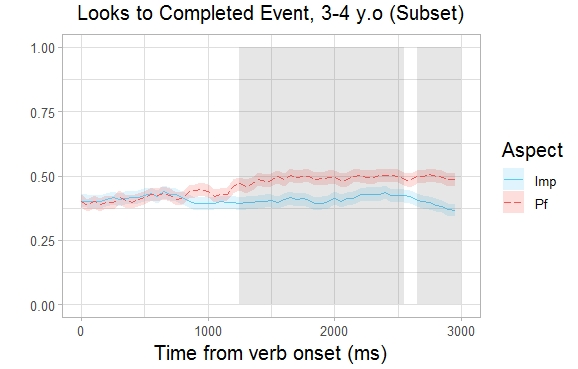 Looks to Completed Event, 3-4 y.o (Subset)
1.00
0.75
0.50
0.25
0.00
0 1000 2000 3000
Time from verb onset (ms)
Aspect
Imp
Pf